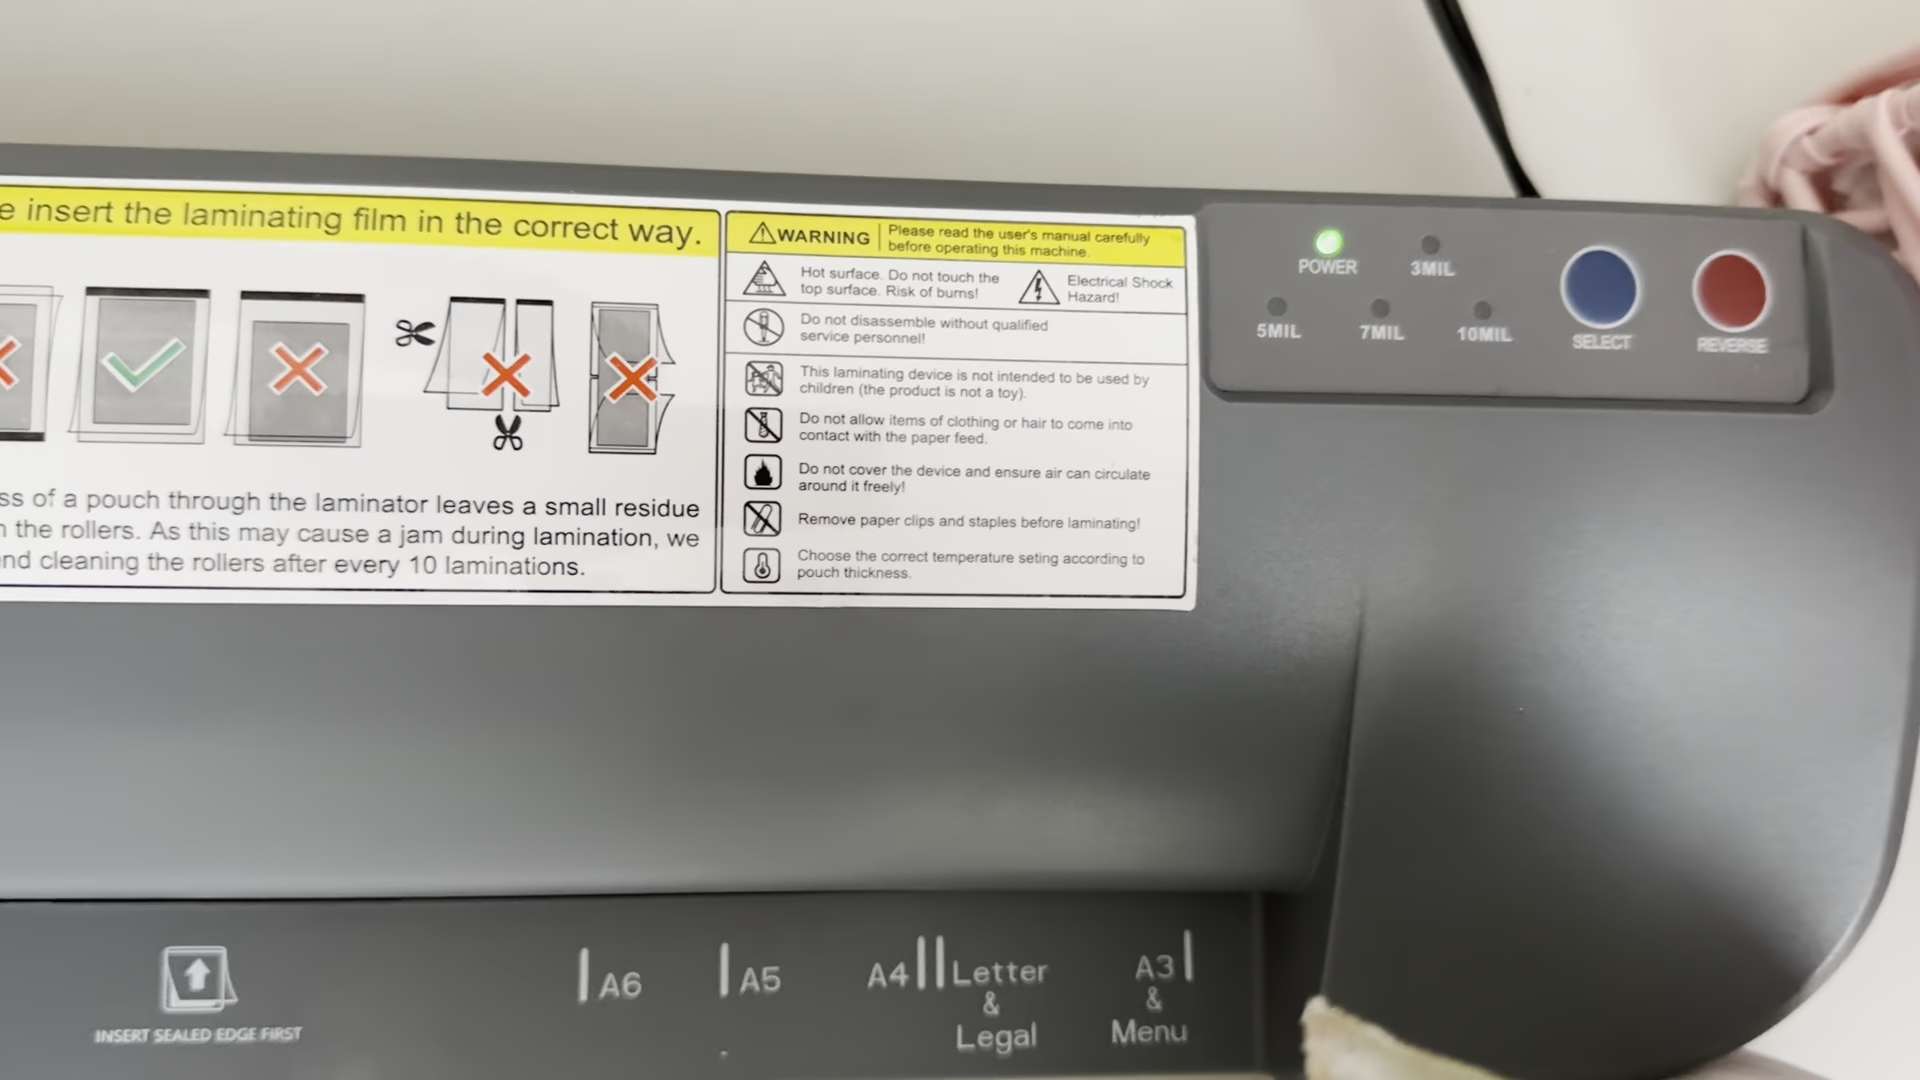 e insert the laminating film in the correct way.
ss of a pouch through the laminator leaves a small residue
the rollers. As this may cause a jam during lamination, we
nd cleaning the rollers after every 10 laminations.
WARNING
Please read the user's manual carefully
before operating this machine.
Hot surface. Do not touch the
top surface. Risk of burns!
Electrical Shock
Hazard!
Do not disassemble without qualified
service personnel!
This laminating device is not intended to be used by
children (the product is not a toy).
Do not allow items of clothing or hair to come into
contact with the paper feed.
Do not cover the device and ensure air can circulate
around it freely!
Remove paper clips and staples before laminating!
Choose the correct temperature seting according to
pouch thickness.
POWER
3MIL
5MIL
7MIL
10MIL
SELECT
REVERSE
INSERT SEALED EDGE FIRST
A6
A5
A4
Letter
&
Legal
A3
&
Menu